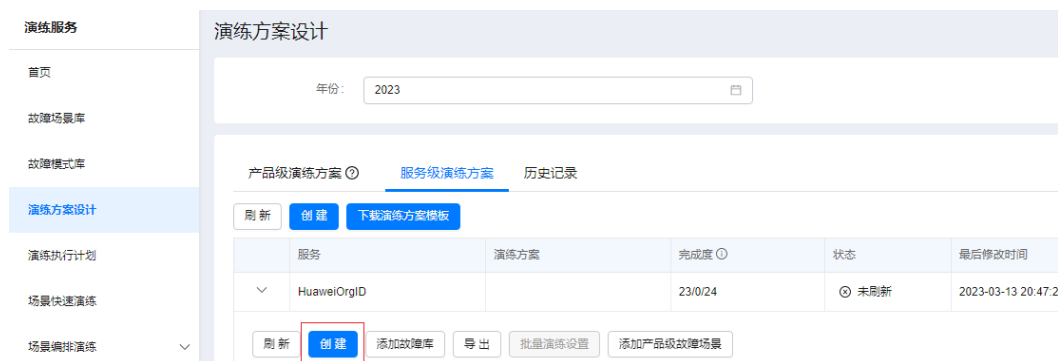 演练服务
首页
故障场景库
故障模式库
演练方案设计
演练执行计划
场景快速演练
场景编排演练
演练方案设计
年份: 2023
产品级演练方案 服务级演练方案 历史记录
刷新 创建 下载演练方案模板
服务 演练方案 完成度 状态 最后修改时间
HuaweiOrgID 23/0/24 未刷新 2023-03-13 20:47:2
刷新 创建 添加故障库 导出 批量演练设置 添加产品级故障场景